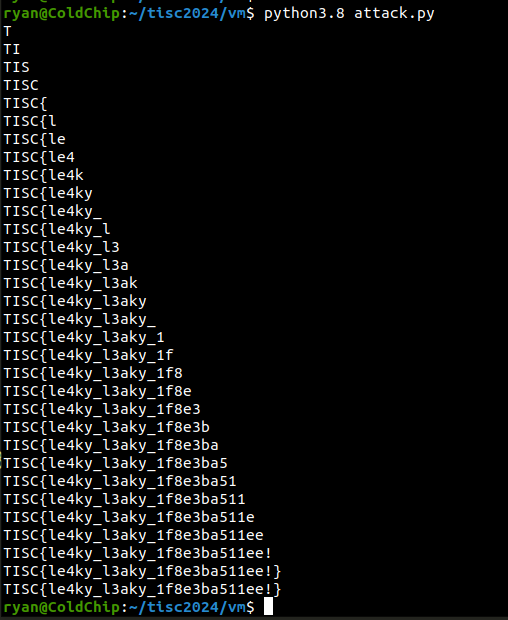 ryan@ColdChip:~/tisc2024/vm$ python3.8 attack.py
T
TI
TIS
TISC
TISC{
TISC{l
TISC{le
TISC{le4
TISC{le4k
TISC{le4ky
TISC{le4ky_
TISC{le4ky_l
TISC{le4ky_l3
TISC{le4ky_l3a
TISC{le4ky_l3ak
TISC{le4ky_l3aky
TISC{le4ky_l3aky_
TISC{le4ky_l3aky_1
TISC{le4ky_l3aky_1f
TISC{le4ky_l3aky_1f8
TISC{le4ky_l3aky_1f8e
TISC{le4ky_l3aky_1f8e3
TISC{le4ky_l3aky_1f8e3b
TISC{le4ky_l3aky_1f8e3ba
TISC{le4ky_l3aky_1f8e3ba5
TISC{le4ky_l3aky_1f8e3ba51
TISC{le4ky_l3aky_1f8e3ba511
TISC{le4ky_l3aky_1f8e3ba511e
TISC{le4ky_l3aky_1f8e3ba511ee
TISC{le4ky_l3aky_1f8e3ba511ee!
TISC{le4ky_l3aky_1f8e3ba511ee!}
TISC{le4ky_l3aky_1f8e3ba511ee!}
ryan@ColdChip:~/tisc2024/vm$